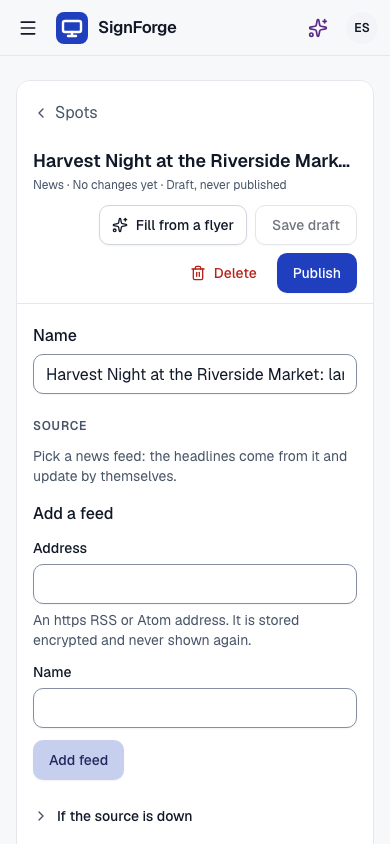 SignForge
ES
Spots
Harvest Night at the Riverside Mark...
News · No changes yet · Draft, never published
Fill from a flyer
Save draft
Delete
Publish
Name
Harvest Night at the Riverside Market: lar
SOURCE
Pick a news feed: the headlines come from it and
update by themselves.
Add a feed
Address
An https RSS or Atom address. It is stored
encrypted and never shown again.
Name
Add feed
If the source is down